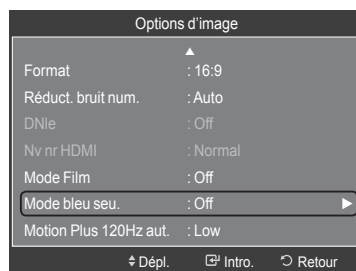 Options d’image
Format : 16:9
Réduct. bruit num. : Auto
DNIe : Off
Nv nr HDMI : Normal
Mode Film : Off
Mode bleu seu. : Off
Motion Plus 120Hz aut. : Low
Dépl. Intro. Retour